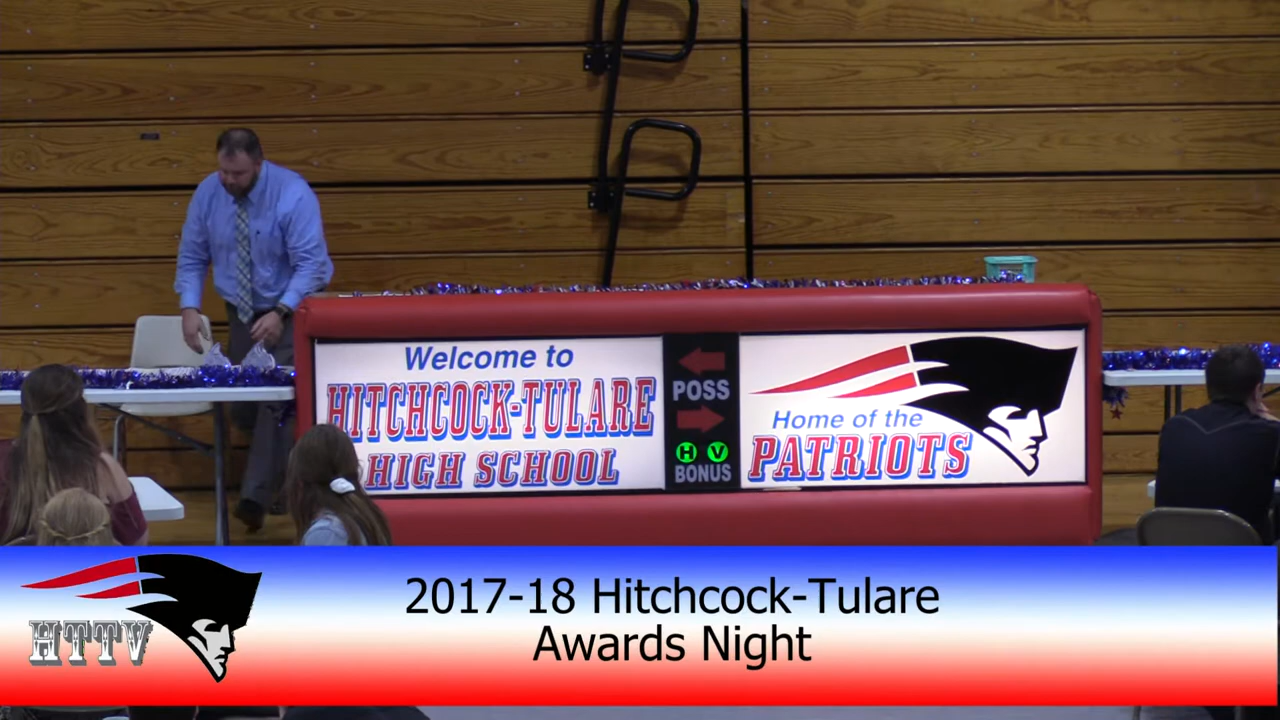 Welcome to
HITCHCOCK-TULARE
HIGH SCHOOL
POSS
H V
BONUS
Home of the
PATRIOTS
HTTV
2017-18 Hitchcock-Tulare
Awards Night